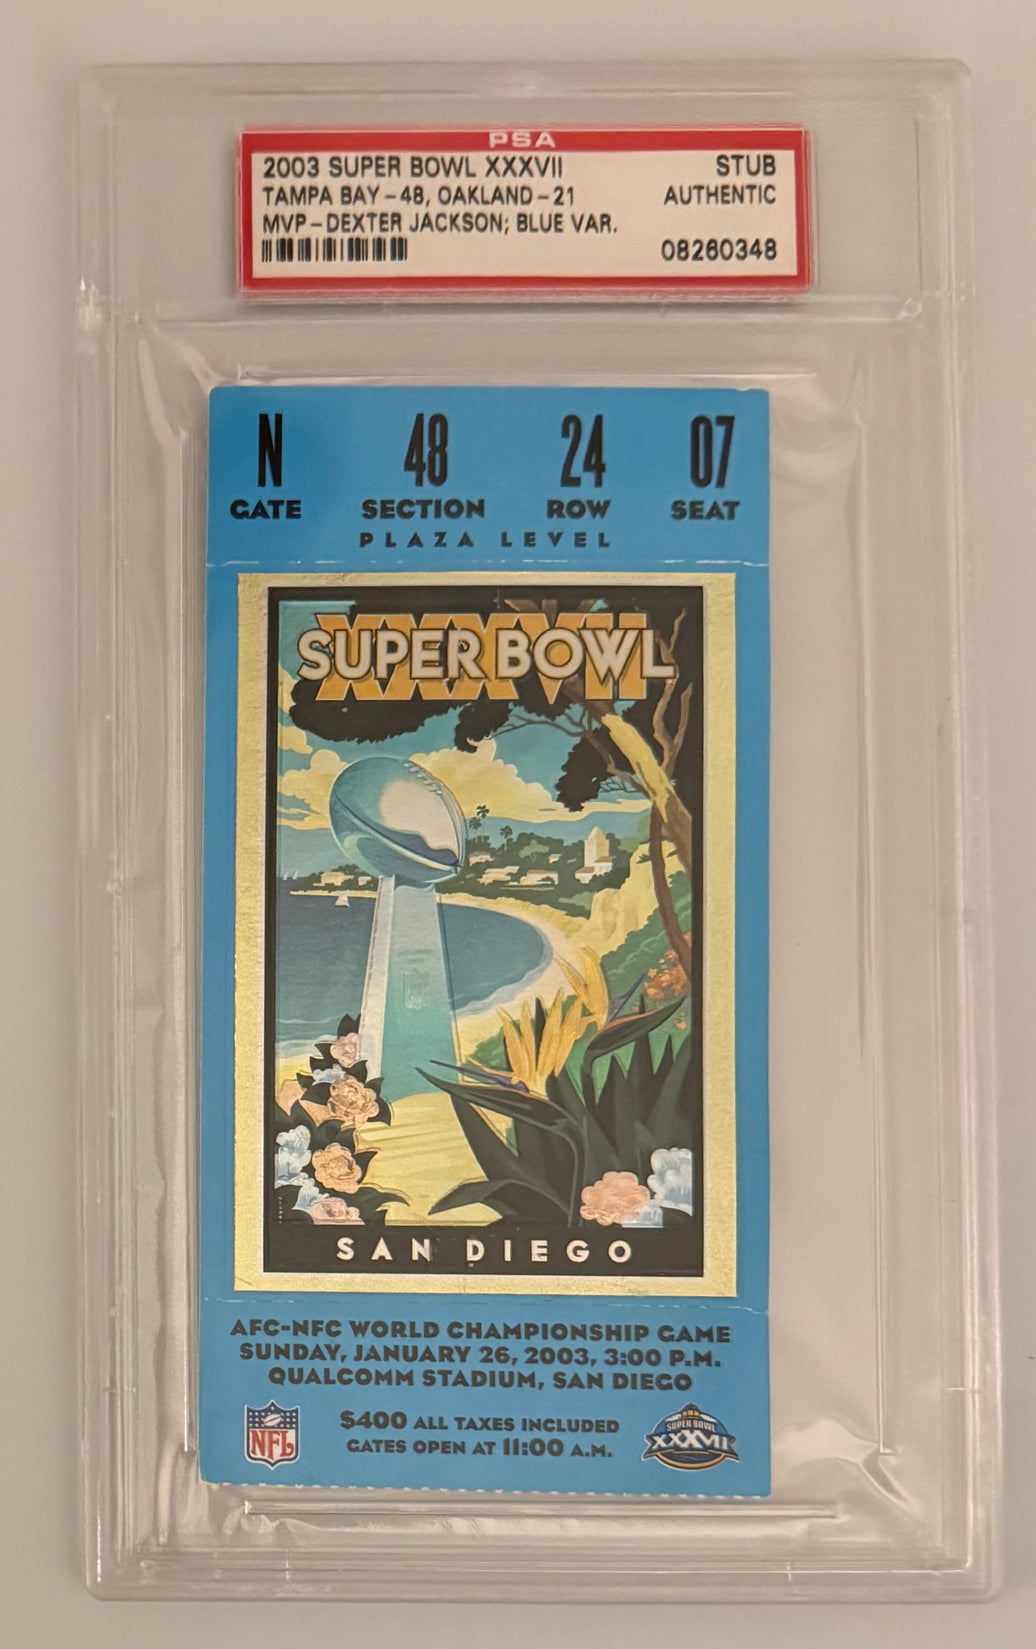 PSA
2003 SUPER BOWL XXXVII STUB
TAMPA BAY - 48, OAKLAND - 21 AUTHENTIC
MVP - DEXTER JACKSON; BLUE VAR.
08260348
N 48 24 07
GATE SECTION ROW SEAT
PLAZA LEVEL
XXXVII
SUPER BOWL
SAN DIEGO
AFC-NFC WORLD CHAMPIONSHIP GAME
SUNDAY, JANUARY 26, 2003, 3:00 P.M.
QUALCOMM STADIUM, SAN DIEGO
$400 ALL TAXES INCLUDED
GATES OPEN AT 11:00 A.M.
NFL
SUPER BOWL
XXXVII